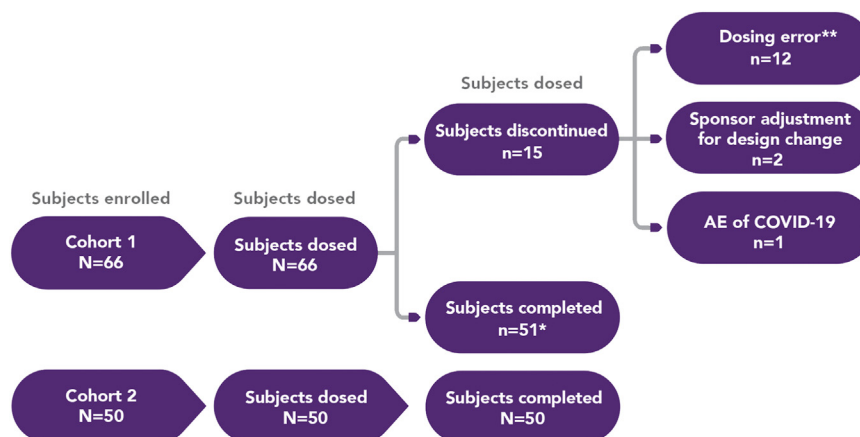 Dosing error**
n=12
Subjects dosed
Subjects discontinued
n=15
Sponsor adjustment
for design change
n=2
Subjects enrolled
Subjects dosed
AE of COVID-19
n=1
Cohort 1
N=66
Subjects dosed
N=66
Subjects completed
n=51*
Cohort 2
N=50
Subjects dosed
N=50
Subjects completed
N=50